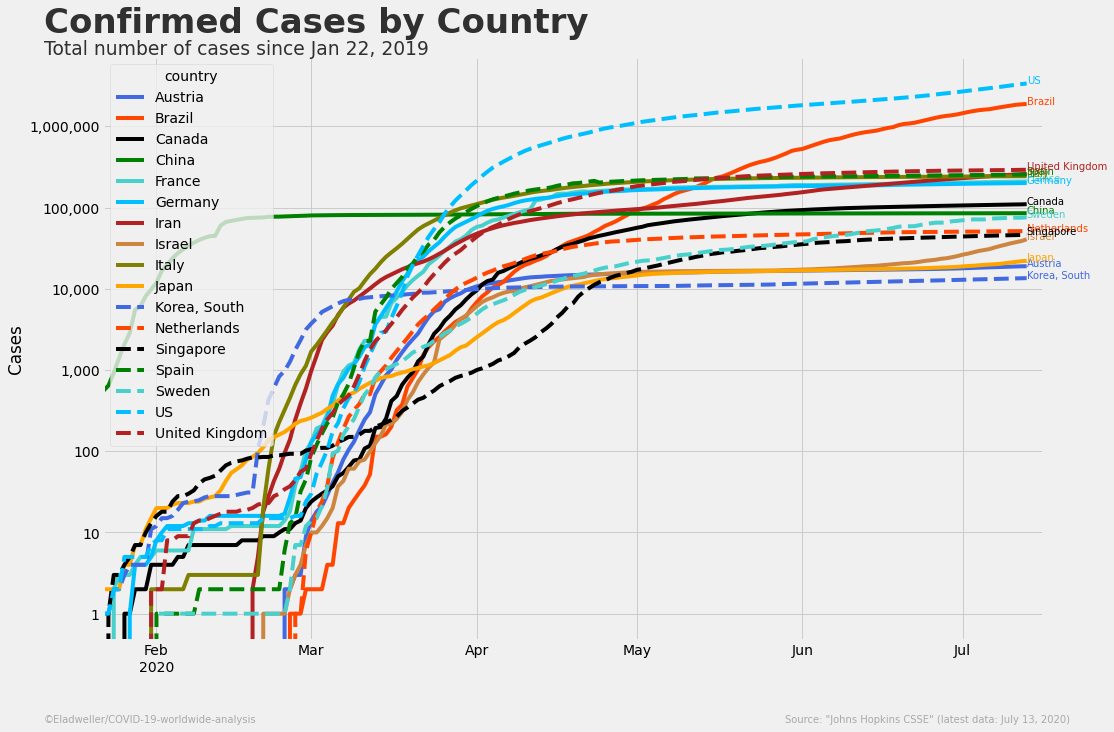 Confirmed Cases by Country
Total number of cases since Jan 22, 2019
country
Austria
Brazil
Canada
China
France
Germany
Iran
Israel
Italy
Japan
Korea, South
Netherlands
Singapore
Spain
Sweden
US
United Kingdom
Cases
1,000,000
100,000
10,000
1,000
100
10
1
Feb
2020
Mar
Apr
May
Jun
Jul
US
Brazil
United Kingdom
Spain
Germany
Canada
China
Sweden
Netherlands
Singapore
Israel
Japan
Austria
Korea, South
©Eladweller/COVID-19-worldwide-analysis
Source: "Johns Hopkins CSSE" (latest data: July 13, 2020)